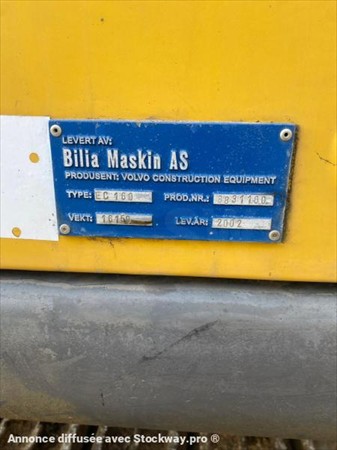 LEVERT AV:
Bilia Maskin AS
PRODUSENT: VOLVO CONSTRUCTION EQUIPMENT
TYPE: EC 160 PROD.NR.:
VEKT: LEV.ÅR: 2002
Annonce diffusée avec Stockway.pro ®